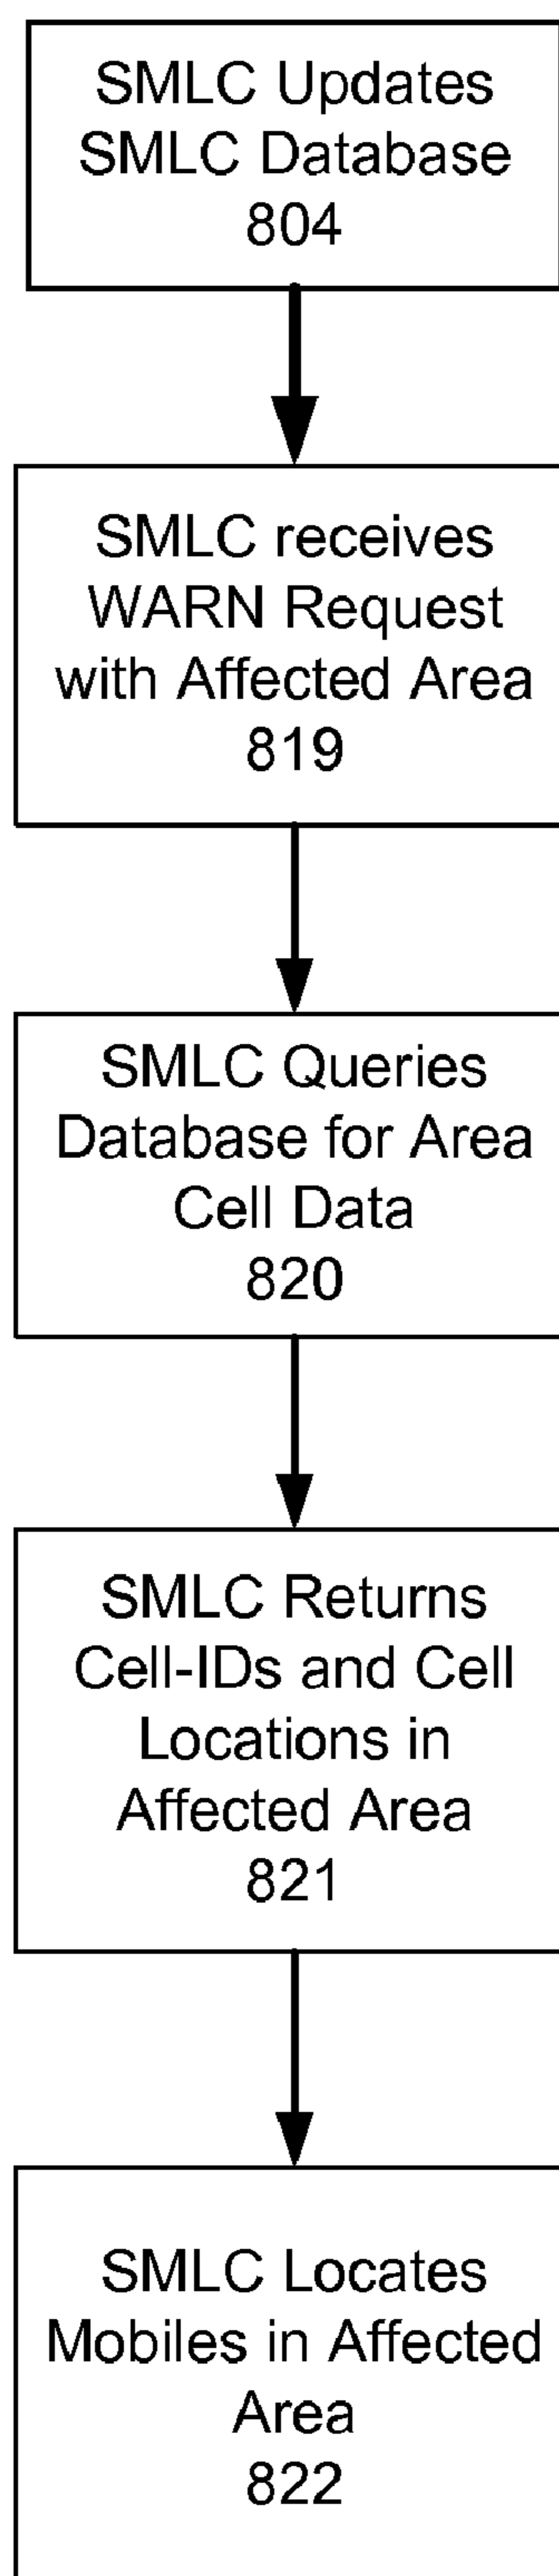 SMLC Updates
SMLC Database
804
SMLC receives
WARN Request
with Affected Area
819
SMLC Queries
Database for Area
Cell Data
820
SMLC Returns
Cell-IDs and Cell
Locations in
Affected Area
821
SMLC Locates
Mobiles in Affected
Area
822